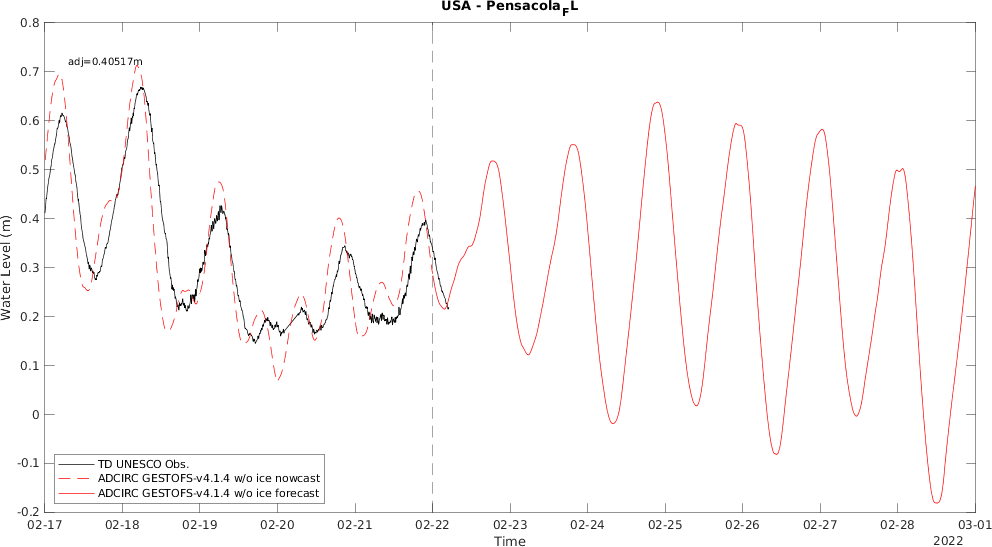 USA - Pensacola_FL
0.8
0.7
0.6
0.5
0.4
0.3
0.2
0.1
0
-0.1
-0.2
Water Level (m)
adj=0.40517m
TD UNESCO Obs.
ADCIRC GESTOFS-v4.1.4 w/o ice nowcast
ADCIRC GESTOFS-v4.1.4 w/o ice forecast
02-17 02-18 02-19 02-20 02-21 02-22 02-23 02-24 02-25 02-26 02-27 02-28 03-01
Time
2022